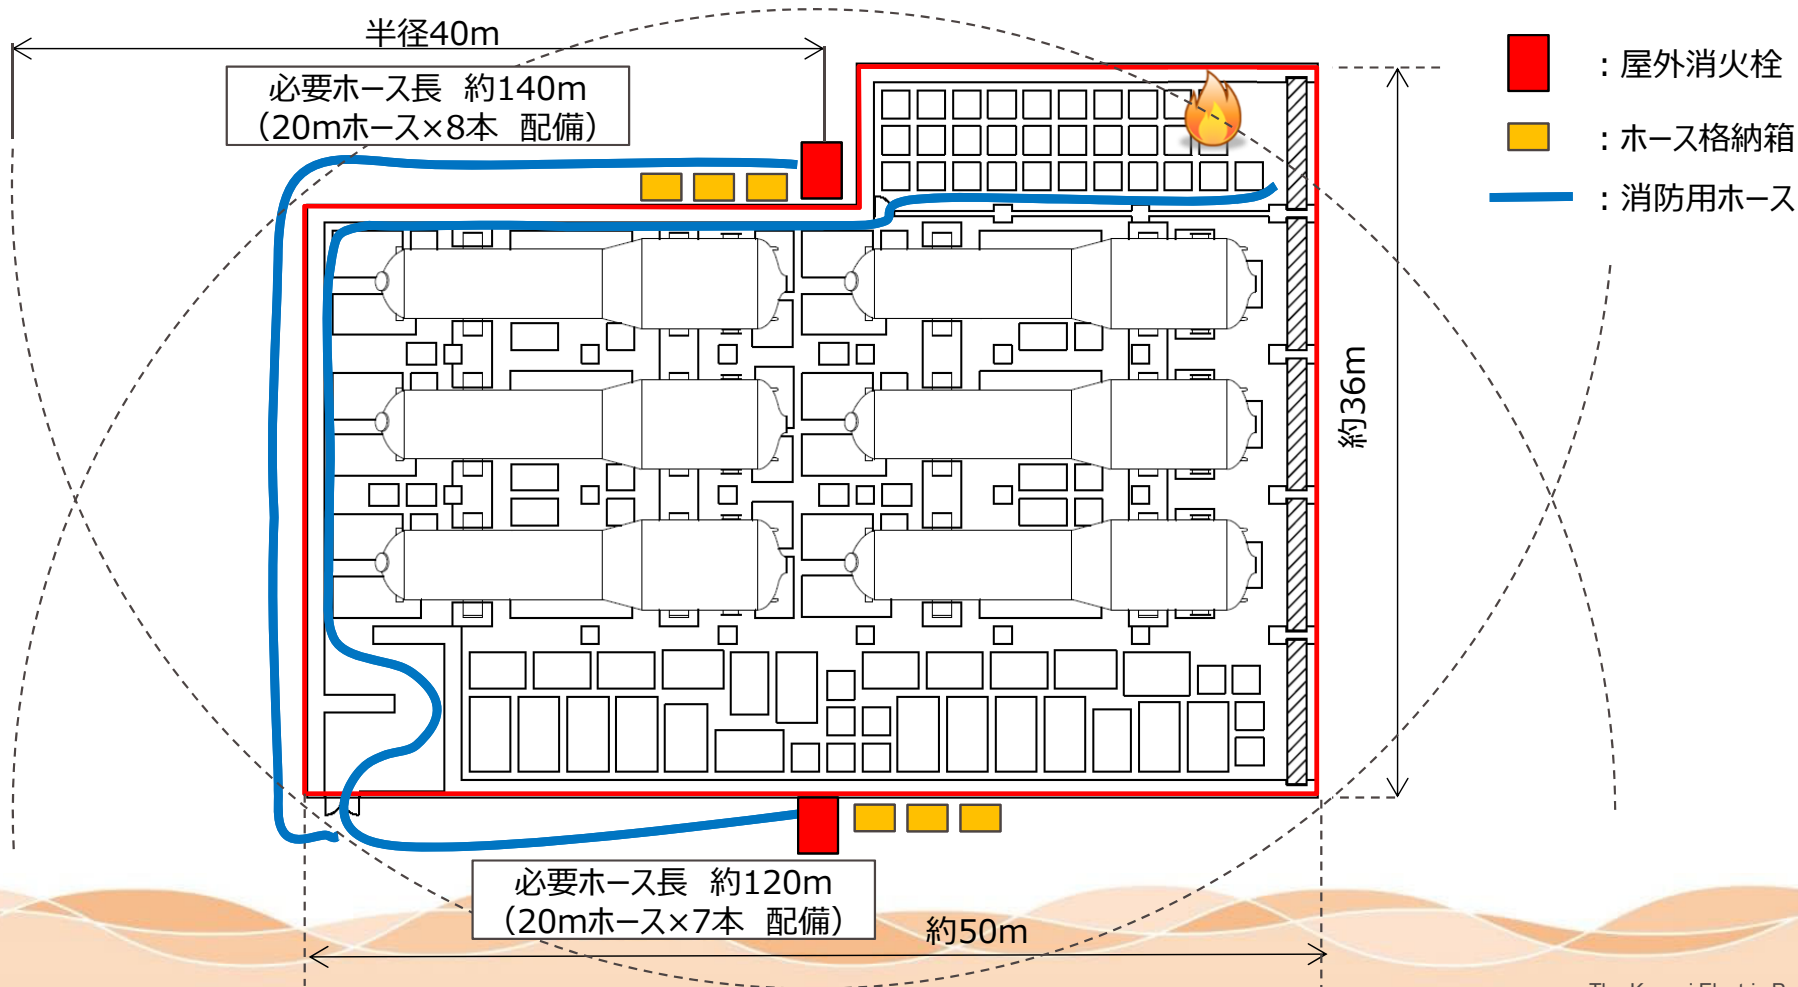 半径40m
必要ホース長 約140m
（20mホース×8本 配備）
：屋外消火栓
：ホース格納箱
：消防用ホース
約36m
必要ホース長 約120m
（20mホース×7本 配備）
約50m